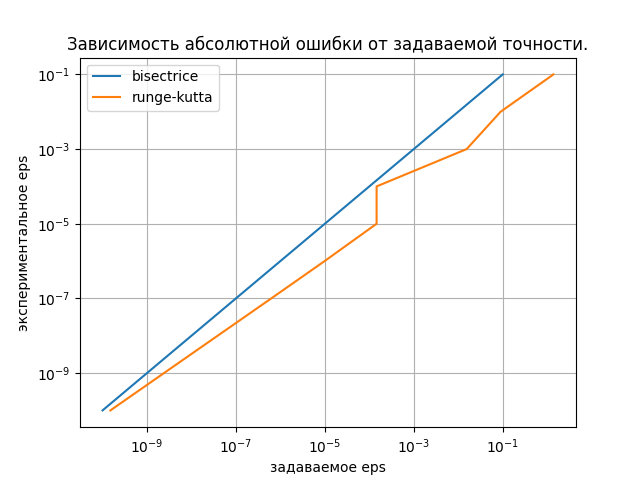 Зависимость абсолютной ошибки от задаваемой точности.
bisectrice
runge-kutta
экспериментальное eps
10⁻¹
10⁻³
10⁻⁵
10⁻⁷
10⁻⁹
10⁻⁹ 10⁻⁷ 10⁻⁵ 10⁻³ 10⁻¹
задаваемое eps